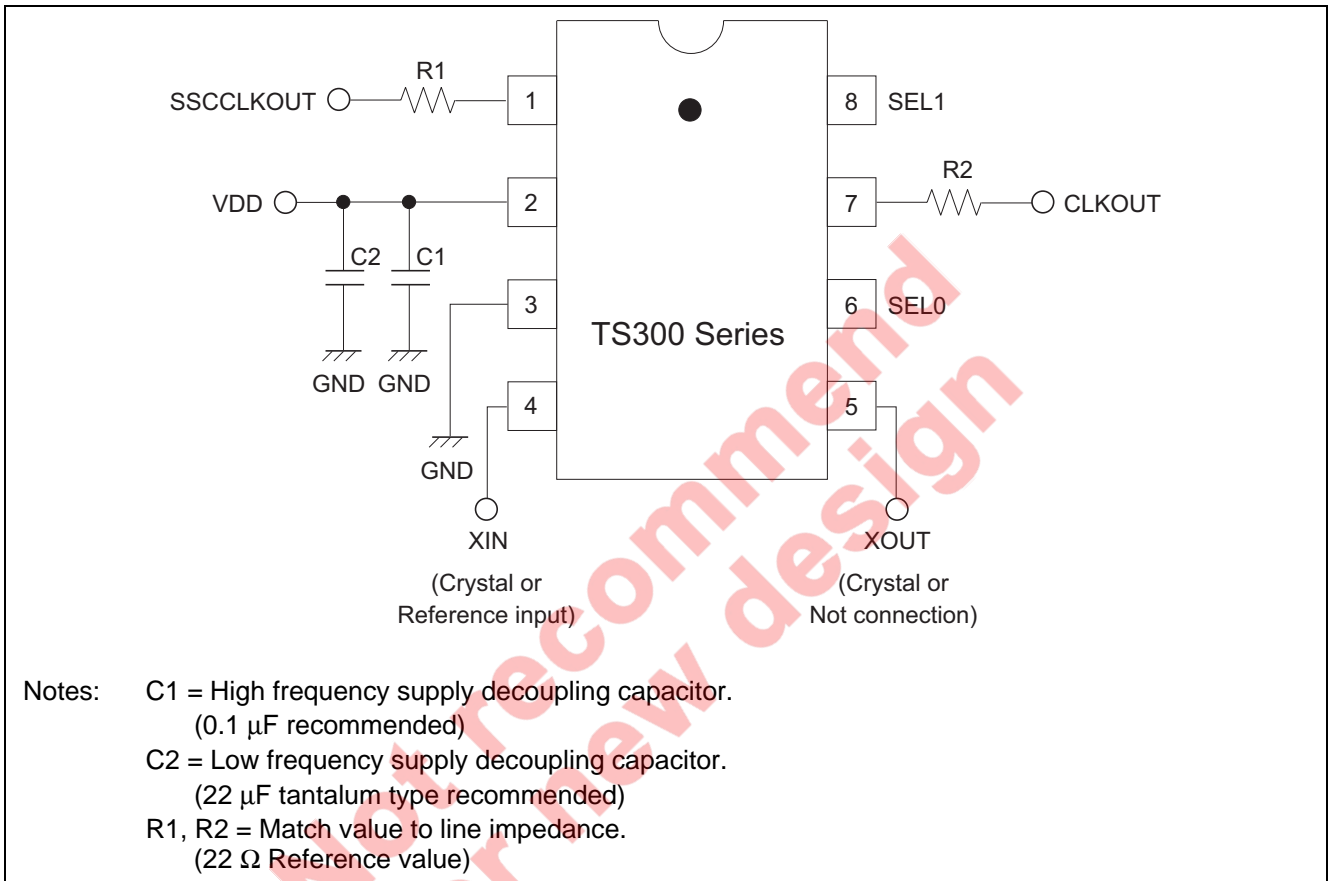 R1
SSCCLKOUT
1
8
SEL1
R2
VDD
2
7
CLKOUT
C2
C1
3
6
SEL0
TS300 Series
GND
GND
4
5
GND
XIN
XOUT
(Crystal or
Reference input)
(Crystal or
Not connection)
Notes: C1 = High frequency supply decoupling capacitor.
(0.1 μF recommended)
C2 = Low frequency supply decoupling capacitor.
(22 μF tantalum type recommended)
R1, R2 = Match value to line impedance.
(22 Ω Reference value)
Not recommend
new design